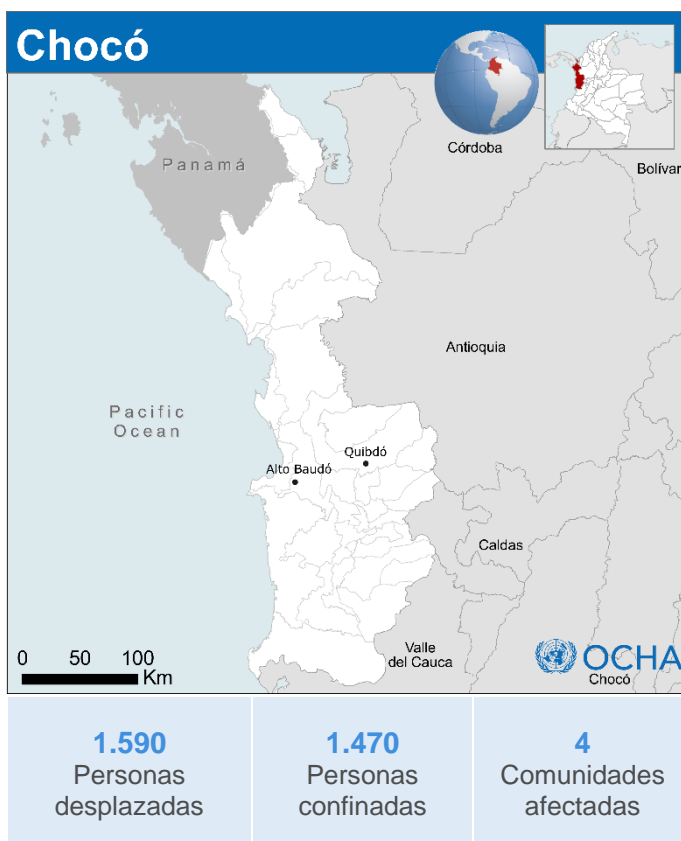 Chocó
Córdoba
Bolívar
Panamá
Antioquia
Pacific
Ocean
Quibdó
Alto Baudó
Caldas
Valle
del Cauca
0 50 100
Km
OCHA
Chocó
1.590
Personas
desplazadas
1.470
Personas
confinadas
4
Comunidades
afectadas